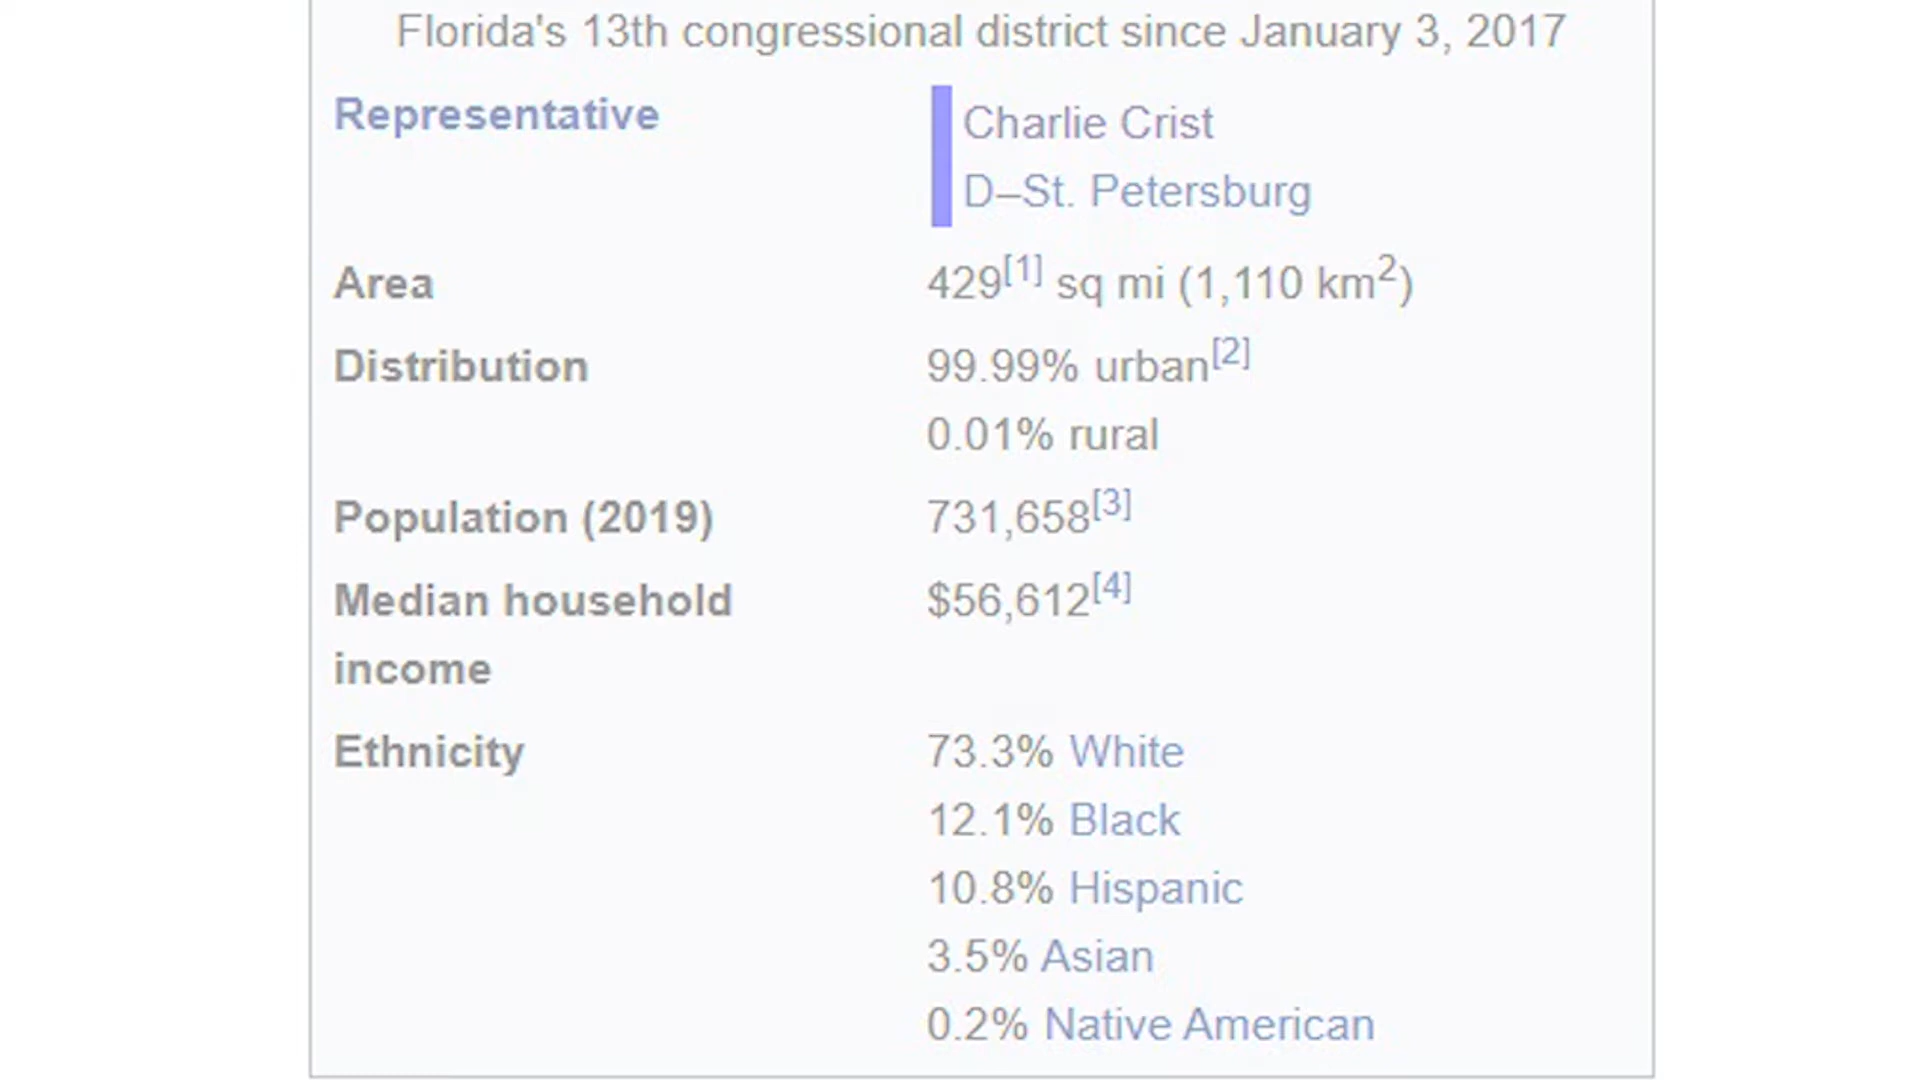 Florida's 13th congressional district since January 3, 2017
Representative
Charlie Crist
D–St. Petersburg
Area
429[1] sq mi (1,110 km2)
Distribution
99.99% urban[2]
0.01% rural
Population (2019)
731,658[3]
Median household
income
$56,612[4]
Ethnicity
73.3% White
12.1% Black
10.8% Hispanic
3.5% Asian
0.2% Native American